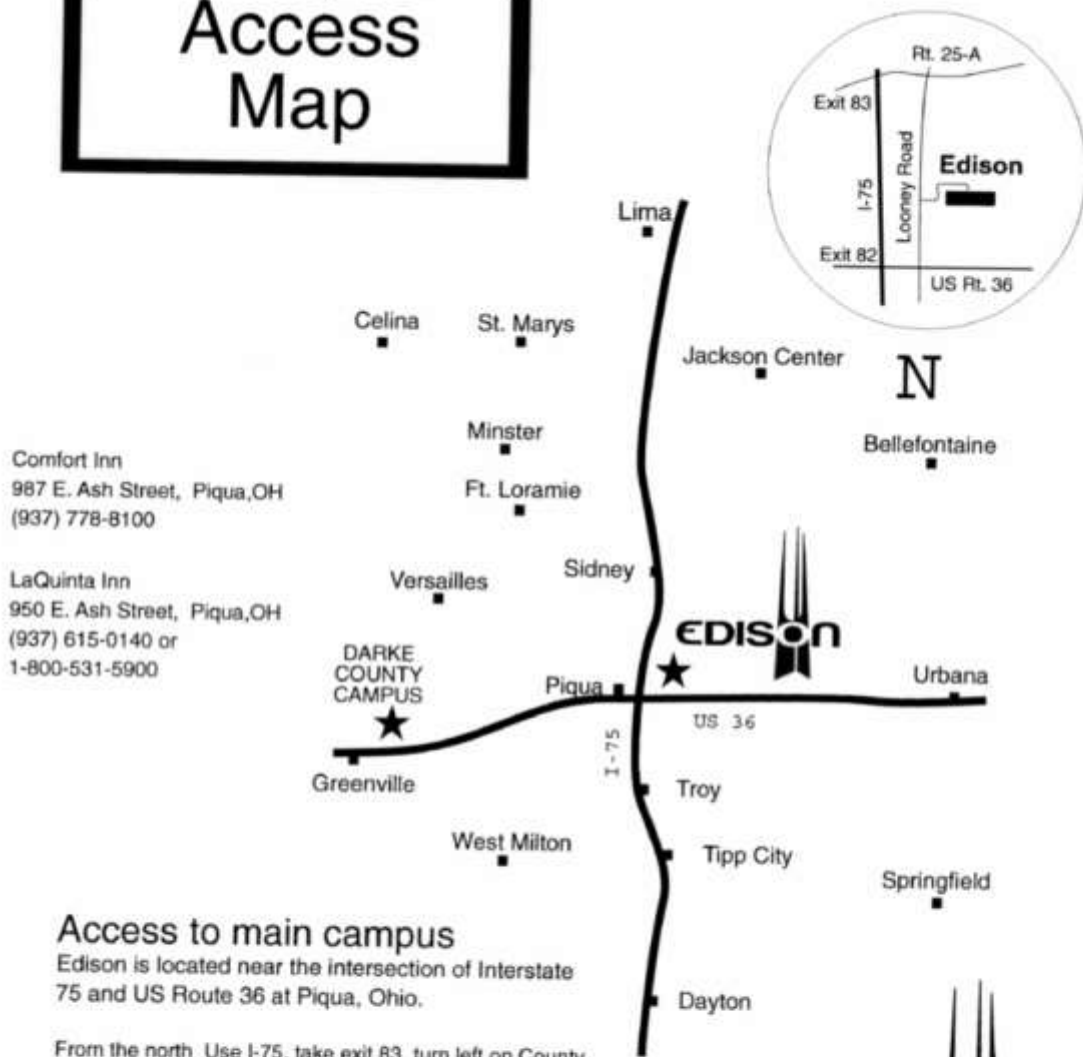 Access
Map
Rt. 25-A
Exit 83
I-75
Looney Road
Edison
Exit 82
US Rt. 36
N
Lima
Celina
St. Marys
Jackson Center
Minster
Bellefontaine
Ft. Loramie
Comfort Inn
987 E. Ash Street, Piqua,OH
(937) 778-8100
Sidney
Versailles
LaQuinta Inn
950 E. Ash Street, Piqua,OH
(937) 615-0140 or
1-800-531-5900
EDISON
DARKE
COUNTY
CAMPUS
Piqua
Urbana
US 36
I-75
Greenville
Troy
West Milton
Tipp City
Springfield
Dayton
Access to main campus
Edison is located near the intersection of Interstate
75 and US Route 36 at Piqua, Ohio.
From the north Use I-75, take exit 83, turn left on County